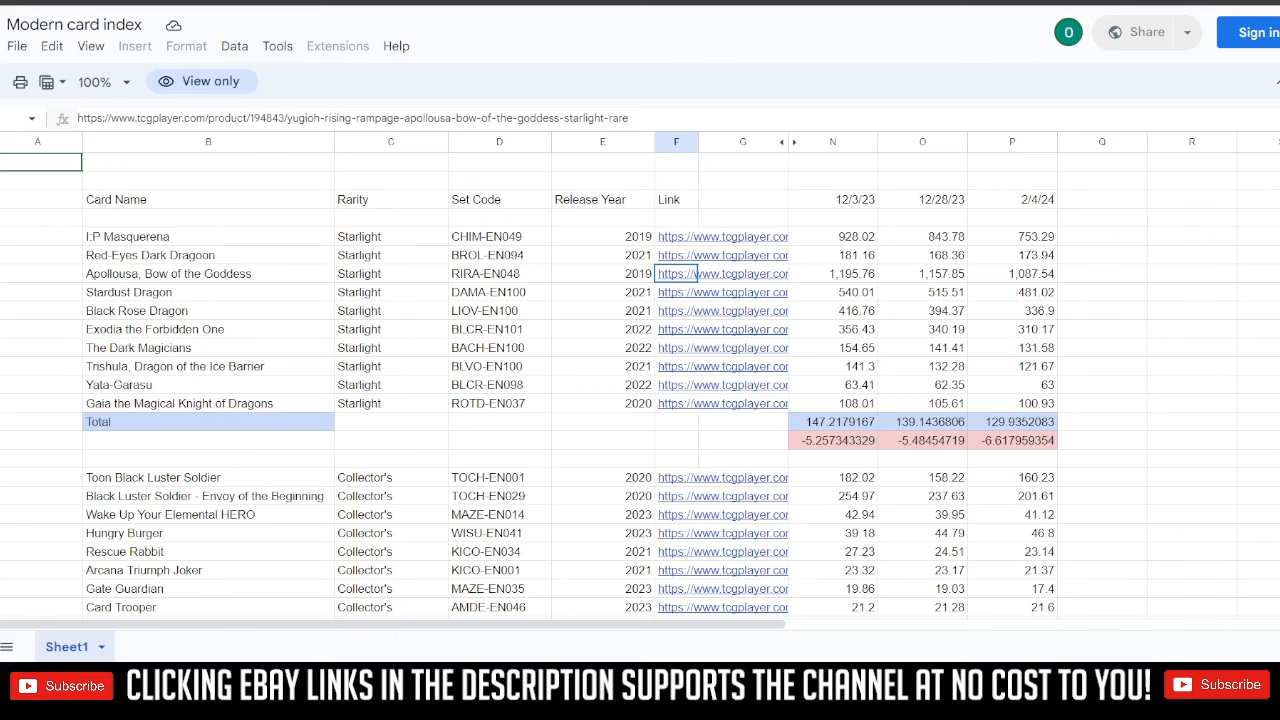 Modern card index
O Share Sign in
File Edit View Insert Format Data Tools Extensions Help
100% View only
fx https://www.tcgplayer.com/product/194843/yugioh-rising-rampage-apollousa-bow-of-the-goddess-starlight-rare
A B C D E F G N O P Q R
Card Name Rarity Set Code Release Year Link 12/3/23 12/28/23 2/4/24
I:P Masquerena Starlight CHIM-EN049 2019 https://www.tcgplayer.cor 928.02 843.78 753.29
Red-Eyes Dark Dragoon Starlight BROL-EN094 2021 https://www.tcgplayer.cor 181.16 168.36 173.94
Apollousa, Bow of the Goddess Starlight RIRA-EN048 2019 https://www.tcgplayer.cor 1,195.76 1,157.85 1,087.54
Stardust Dragon Starlight DAMA-EN100 2021 https://www.tcgplayer.cor 540.01 515.51 481.02
Black Rose Dragon Starlight LIOV-EN100 2021 https://www.tcgplayer.cor 416.76 394.37 336.9
Exodia the Forbidden One Starlight BLCR-EN101 2022 https://www.tcgplayer.cor 356.43 340.19 310.17
The Dark Magicians Starlight BACH-EN100 2022 https://www.tcgplayer.cor 154.65 141.41 131.58
Trishula, Dragon of the Ice Barrier Starlight BLVO-EN100 2021 https://www.tcgplayer.cor 141.3 132.28 121.67
Yata-Garasu Starlight BLCR-EN098 2022 https://www.tcgplayer.cor 63.41 62.35 63
Gaia the Magical Knight of Dragons Starlight ROTD-EN037 2020 https://www.tcgplayer.cor 108.01 105.61 100.93
Total 147.2179167 139.1436806 129.9352083
-5.257343329 -5.48454719 -6.617959354
Toon Black Luster Soldier Collector's TOCH-EN001 2020 https://www.tcgplayer.cor 182.02 158.22 160.23
Black Luster Soldier - Envoy of the Beginning Collector's TOCH-EN029 2020 https://www.tcgplayer.cor 254.97 237.63 201.61
Wake Up Your Elemental HERO Collector's MAZE-EN014 2023 https://www.tcgplayer.cor 42.94 39.95 41.12
Hungry Burger Collector's WISU-EN041 2023 https://www.tcgplayer.cor 39.18 44.79 46.8
Rescue Rabbit Collector's KICO-EN034 2021 https://www.tcgplayer.cor 27.23 24.51 23.14
Arcana Triumph Joker Collector's KICO-EN001 2021 https://www.tcgplayer.cor 23.32 23.17 21.37
Gate Guardian Collector's MAZE-EN035 2023 https://www.tcgplayer.cor 19.86 19.03 17.4
Card Trooper Collector's AMDE-EN046 2023 https://www.tcgplayer.cor 21.2 21.28 21.6
Sheet1
Subscribe CLICKING EBAY LINKS IN THE DESCRIPTION SUPPORTS THE CHANNEL AT NO COST TO YOU! Subscribe